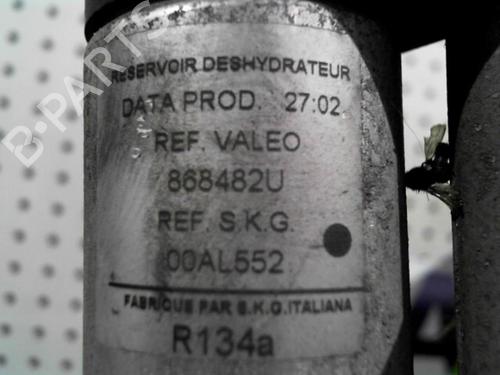 RESERVOIR DESHYDRATEUR
DATA PROD. 27:02
REF. VALEO
868482U
REF. S.K.G.
00AL552
FABRIQUE PAR S.K.G.ITALIANA
R134a
B-PARTS